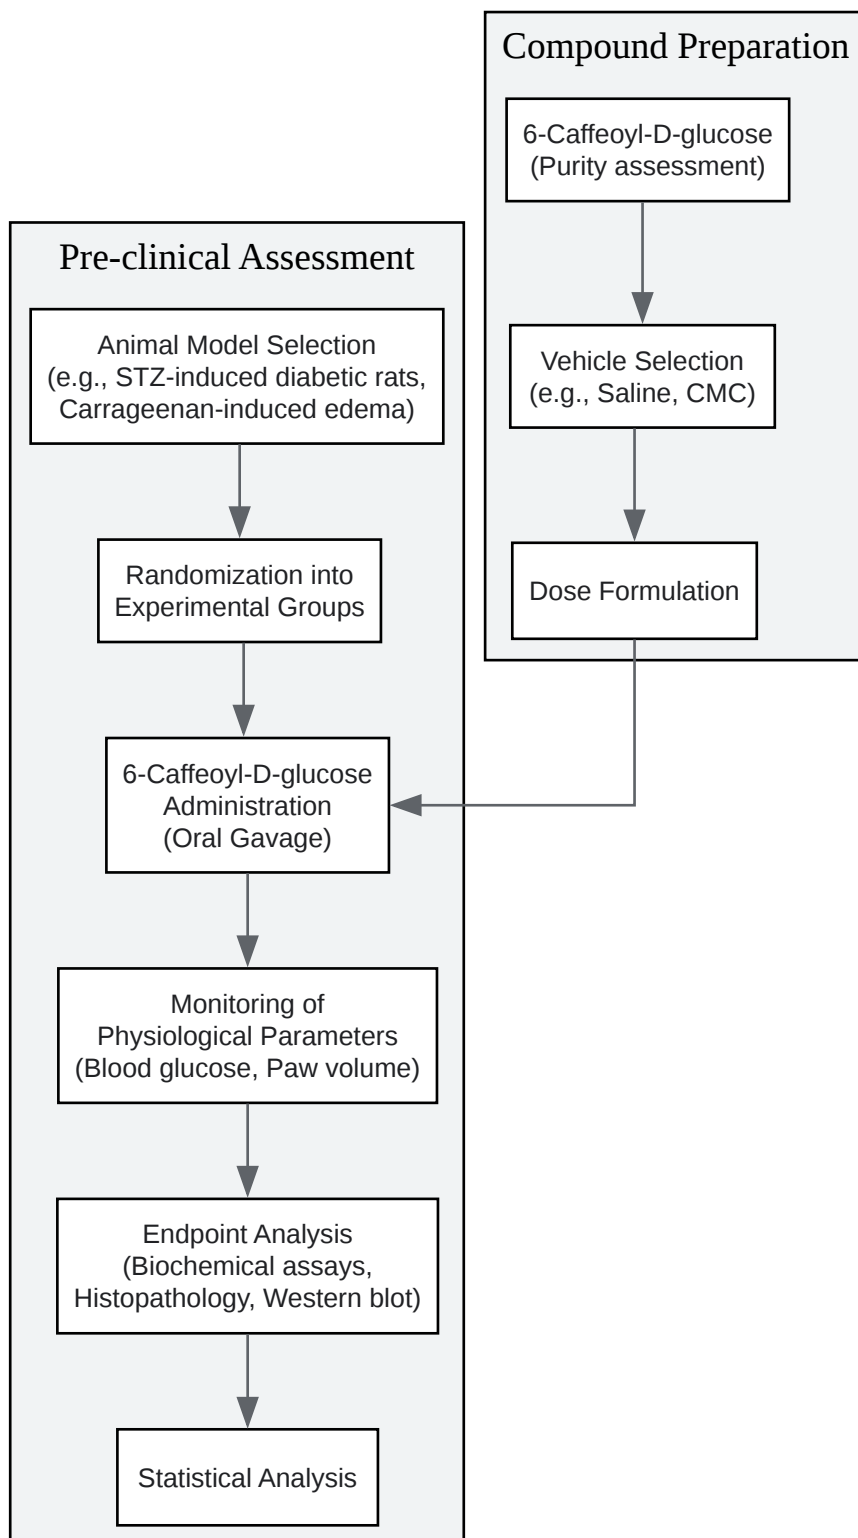 Compound Preparation
6-Caffeoyl-D-glucose
(Purity assessment)
Vehicle Selection
(e.g., Saline, CMC)
Dose Formulation
Pre-clinical Assessment
Animal Model Selection
(e.g., STZ-induced diabetic rats,
Carrageenan-induced edema)
Randomization into
Experimental Groups
6-Caffeoyl-D-glucose
Administration
(Oral Gavage)
Monitoring of
Physiological Parameters
(Blood glucose, Paw volume)
Endpoint Analysis
(Biochemical assays,
Histopathology, Western blot)
Statistical Analysis